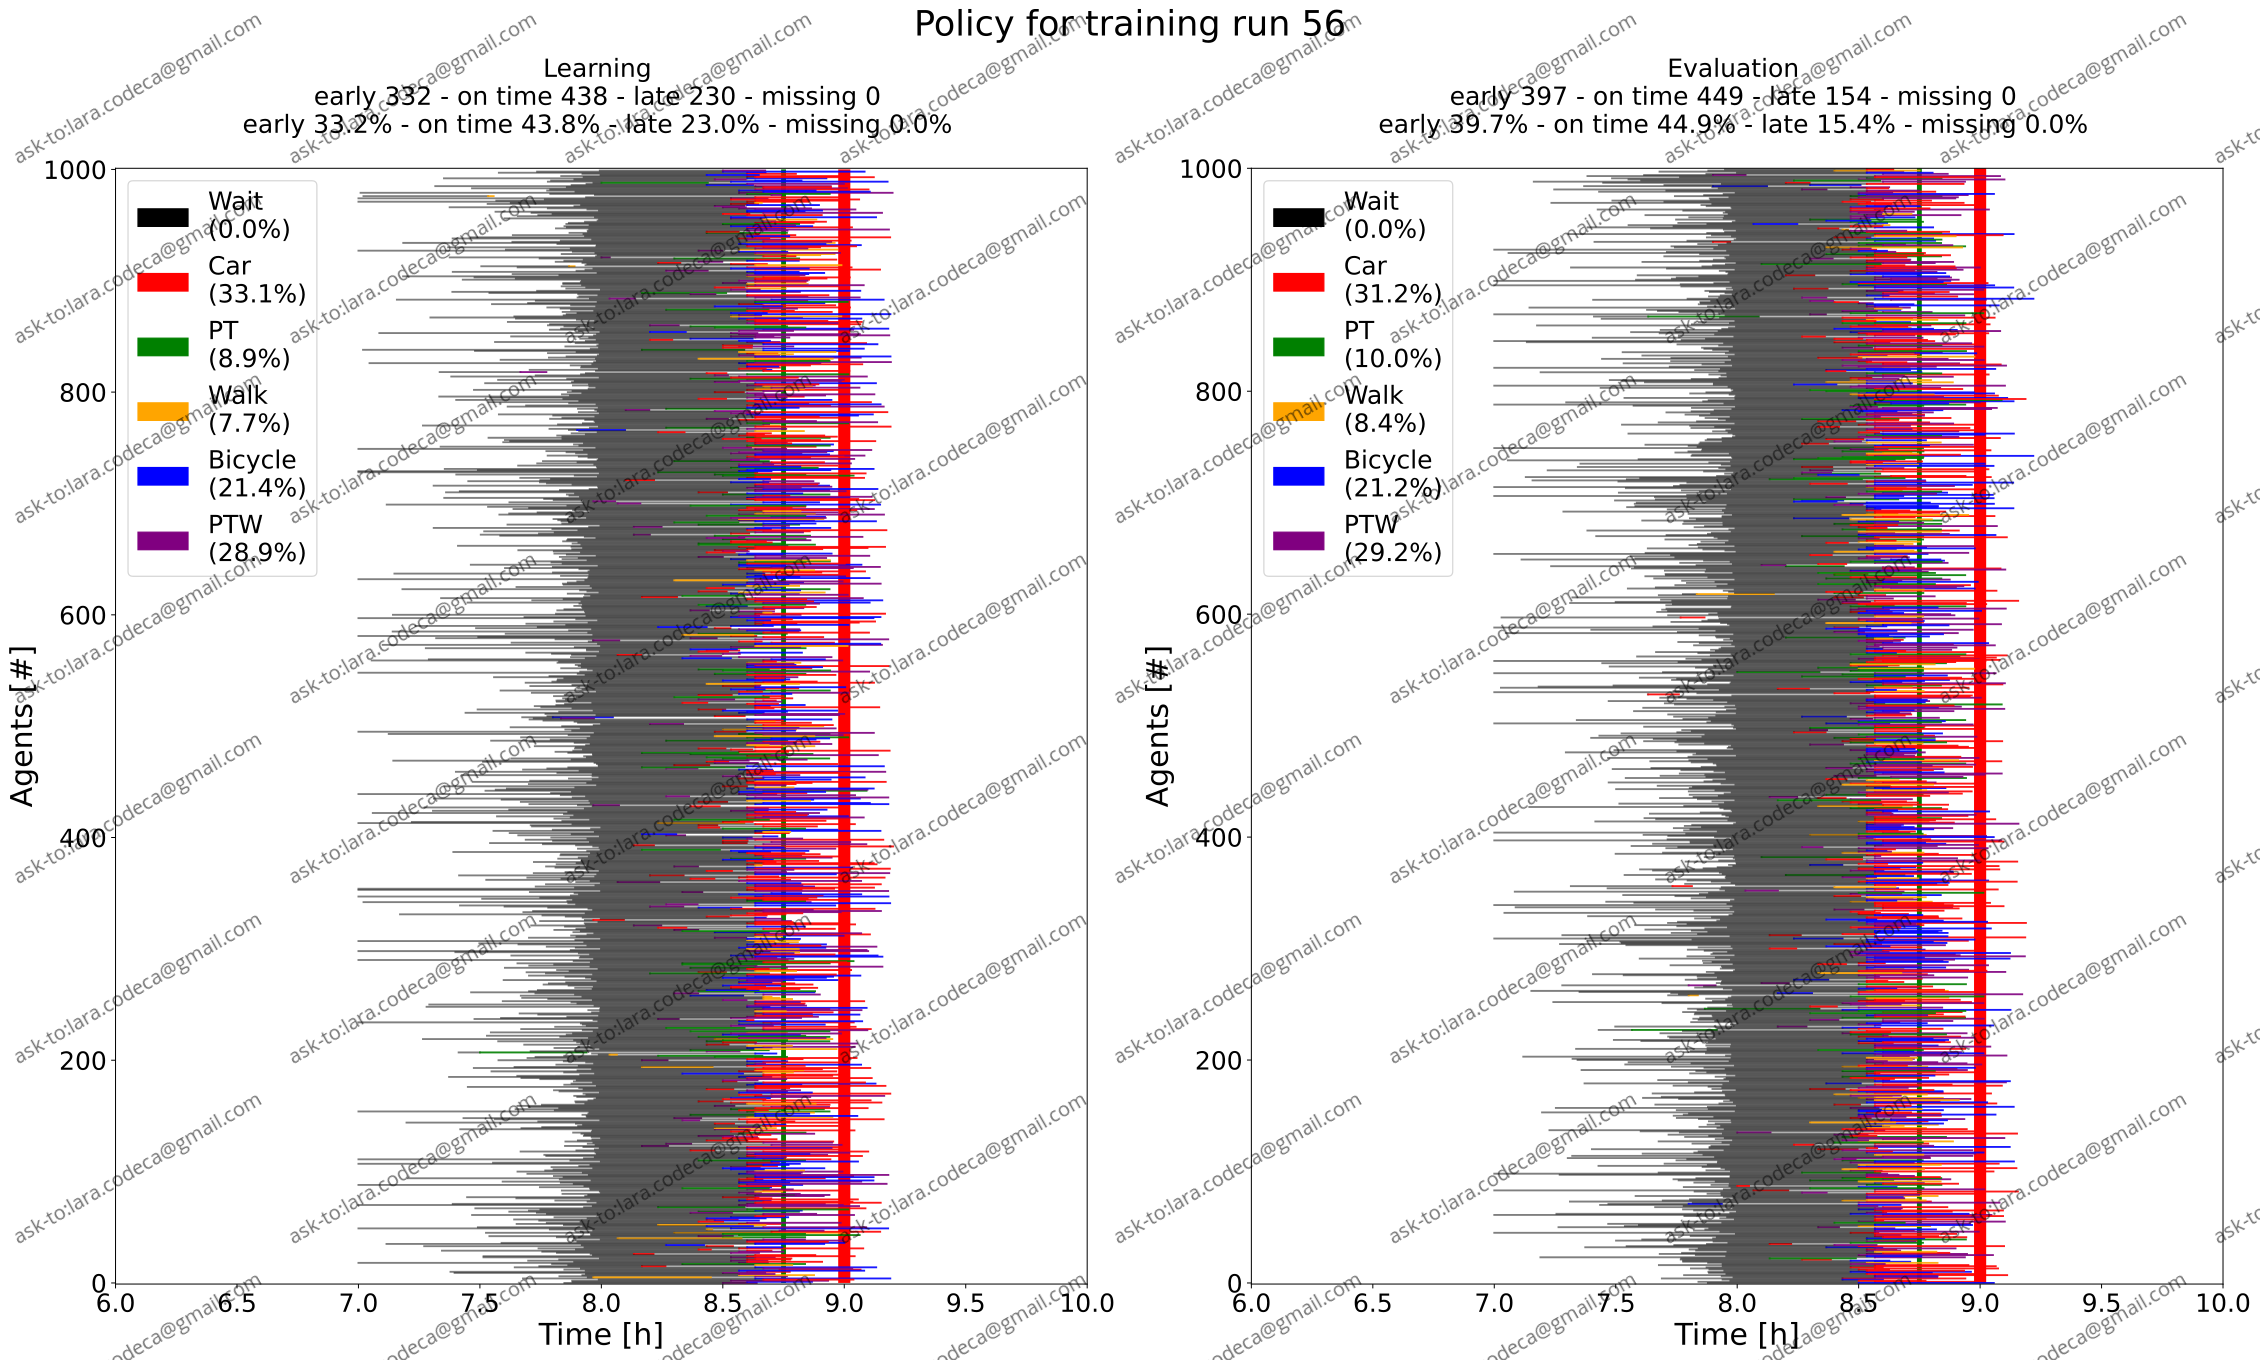 Policy for training run 56
Learning
early 332 - on time 438 - late 230 - missing 0
early 33.2% - on time 43.8% - late 23.0% - missing 0.0%
Agents [#]
1000
800
600
400
200
0
Wait
(0.0%)
Car
(33.1%)
PT
(8.9%)
Walk
(7.7%)
Bicycle
(21.4%)
PTW
(28.9%)
6.0 6.5 7.0 7.5 8.0 8.5 9.0 9.5 10.0
Time [h]
Evaluation
early 397 - on time 449 - late 154 - missing 0
early 39.7% - on time 44.9% - late 15.4% - missing 0.0%
Agents [#]
1000
800
600
400
200
0
Wait
(0.0%)
Car
(31.2%)
PT
(10.0%)
Walk
(8.4%)
Bicycle
(21.2%)
PTW
(29.2%)
6.0 6.5 7.0 7.5 8.0 8.5 9.0 9.5 10.0
Time [h]
ask-to:lara.codeca@gmail.com